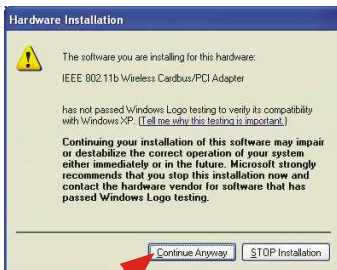 Hardware Installation
The software you are installing for this hardware:
IEEE 802.11b Wireless Cardbus/PCI Adapter
has not passed Windows Logo testing to verify its compatibility
with Windows XP. (Tell me why this testing is important.)
Continuing your installation of this software may impair
or destabilize the correct operation of your system
either immediately or in the future. Microsoft strongly
recommends that you stop this installation now and
contact the hardware vendor for software that has
passed Windows Logo testing.
Continue Anyway
STOP Installation